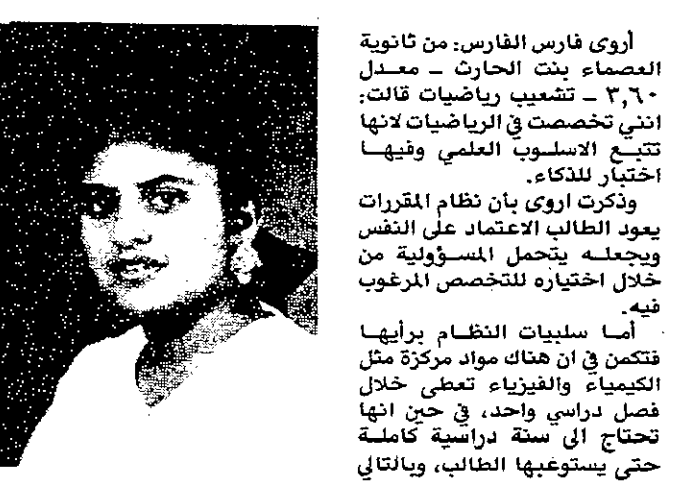 أروى فارس الفارس: من ثانوية
العصماء بنت الحارث – معدل
٣,٦٠ – تشعيب رياضيات قالت:
انني تخصصت في الرياضيات لانها
تتبع الاسلوب العلمي وفيها
اختبار للذكاء.
وذكرت اروى بأن نظام المقررات
يعود الطالب الاعتماد على النفس
ويجعله يتحمل المسؤولية من
خلال اختياره للتخصص المرغوب
فيه.
أما سلبيات النظام برأيها
فتكمن في ان هناك مواد مركزة مثل
الكيمياء والفيزياء تعطى خلال
فصل دراسي واحد، في حين انها
تحتاج الى سنة دراسية كاملة
حتى يستوغبها الطالب، وبالتالي